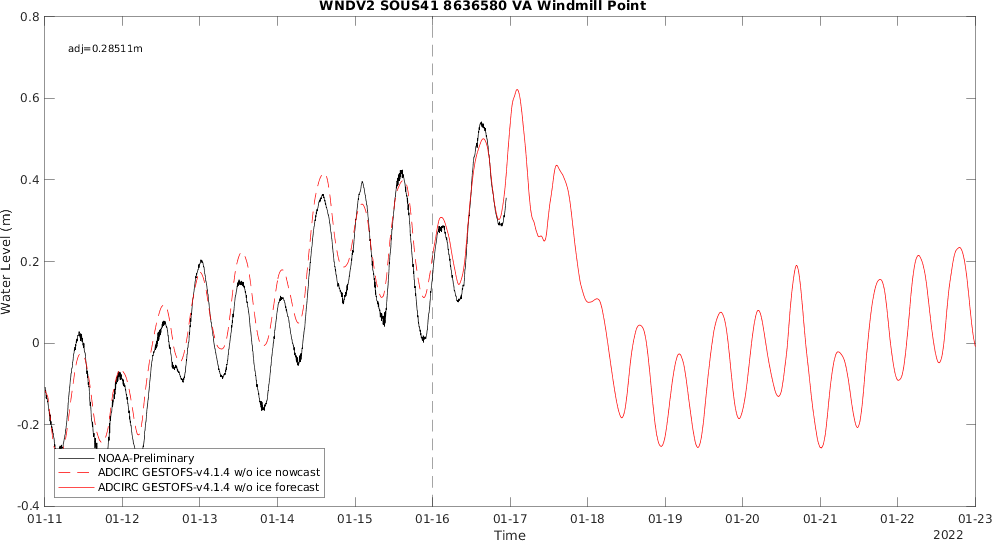 WNDV2 SOUS41 8636580 VA Windmill Point
0.8
adj=0.28511m
0.6
0.4
0.2
0
-0.2
-0.4
Water Level (m)
NOAA-Preliminary
ADCIRC GESTOFS-v4.1.4 w/o ice nowcast
ADCIRC GESTOFS-v4.1.4 w/o ice forecast
01-11 01-12 01-13 01-14 01-15 01-16 01-17 01-18 01-19 01-20 01-21 01-22 01-23
Time
2022